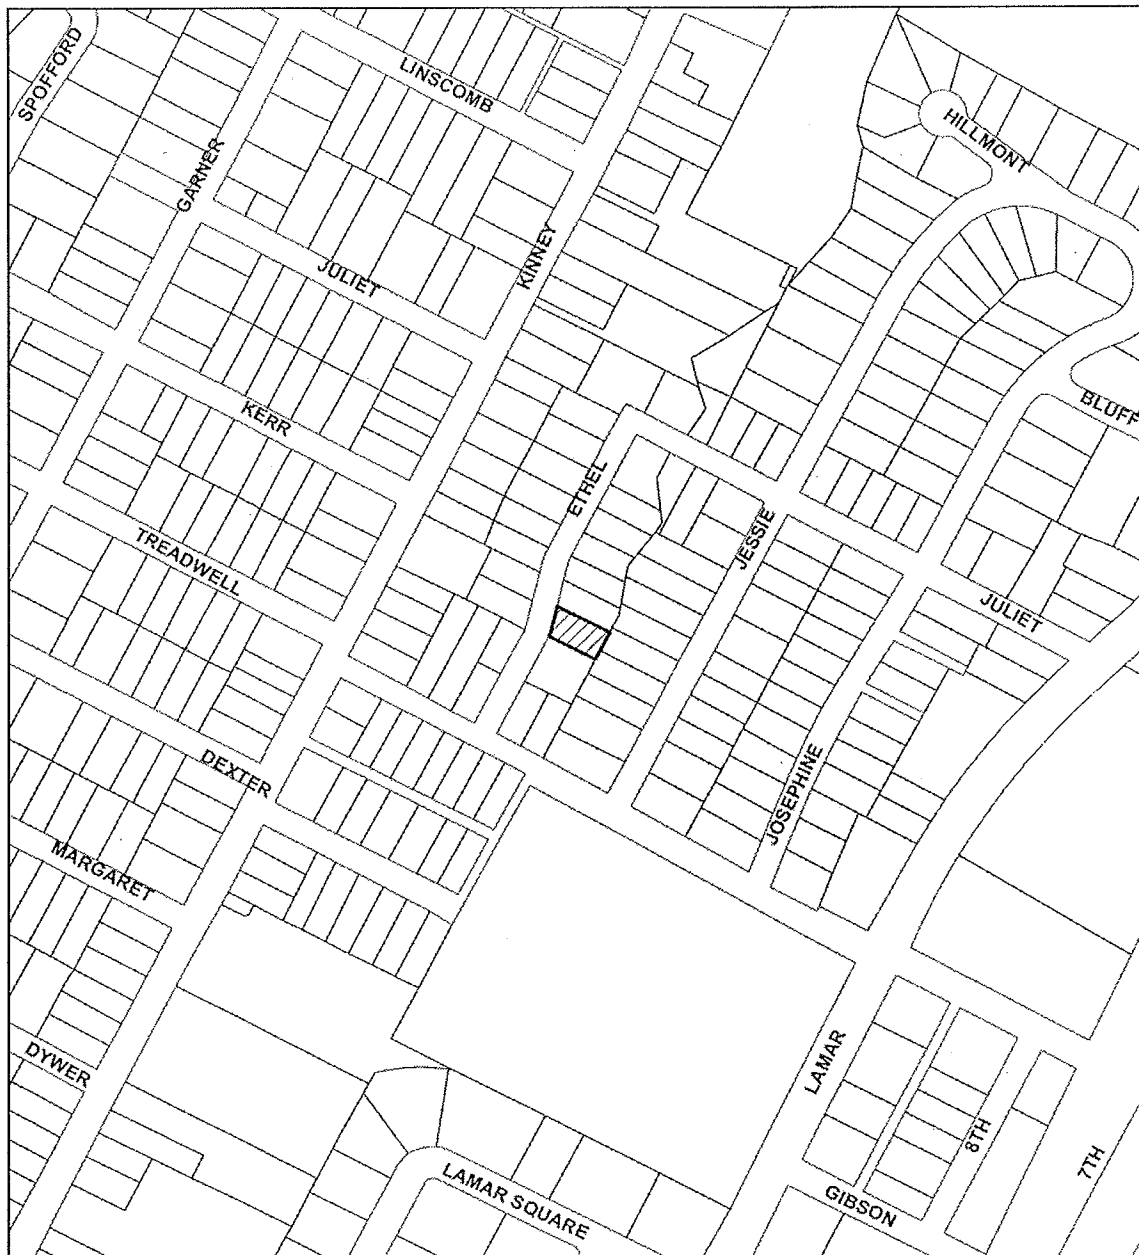 SPOFFORD
LINSCOMB
HILLMONT
GARNER
KINNEY
JULIET
KERR
BLUFF
ETHEL
JESSIE
TREADWELL
JULIET
DEXTER
JOSEPHINE
MARGARET
DYWER
LAMAR
8TH
7TH
LAMAR SQUARE
GIBSON